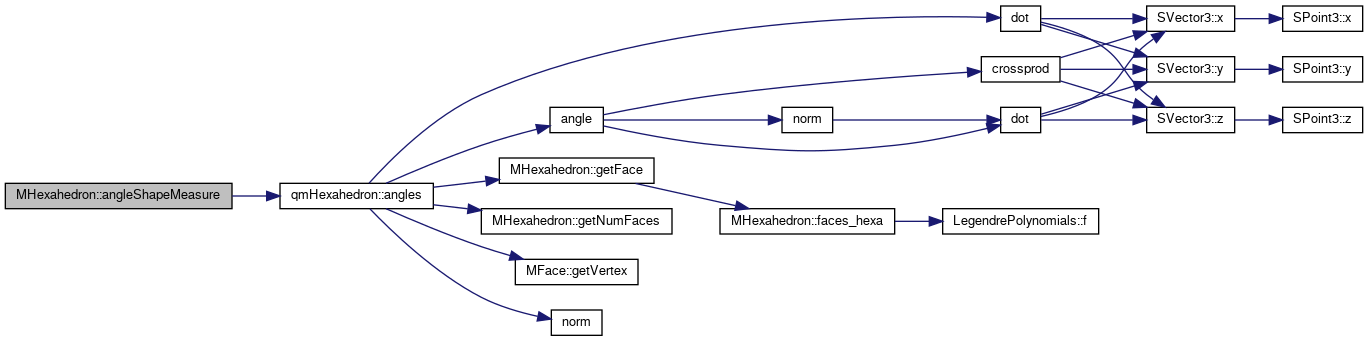 dot
SVector3::x
SPoint3::x
crossprod
SVector3::y
SPoint3::y
angle
norm
dot
SVector3::z
SPoint3::z
MHexahedron::getFace
MHexahedron::angleShapeMeasure
qmHexahedron::angles
MHexahedron::getNumFaces
MHexahedron::faces_hexa
LegendrePolynomials::f
MFace::getVertex
norm